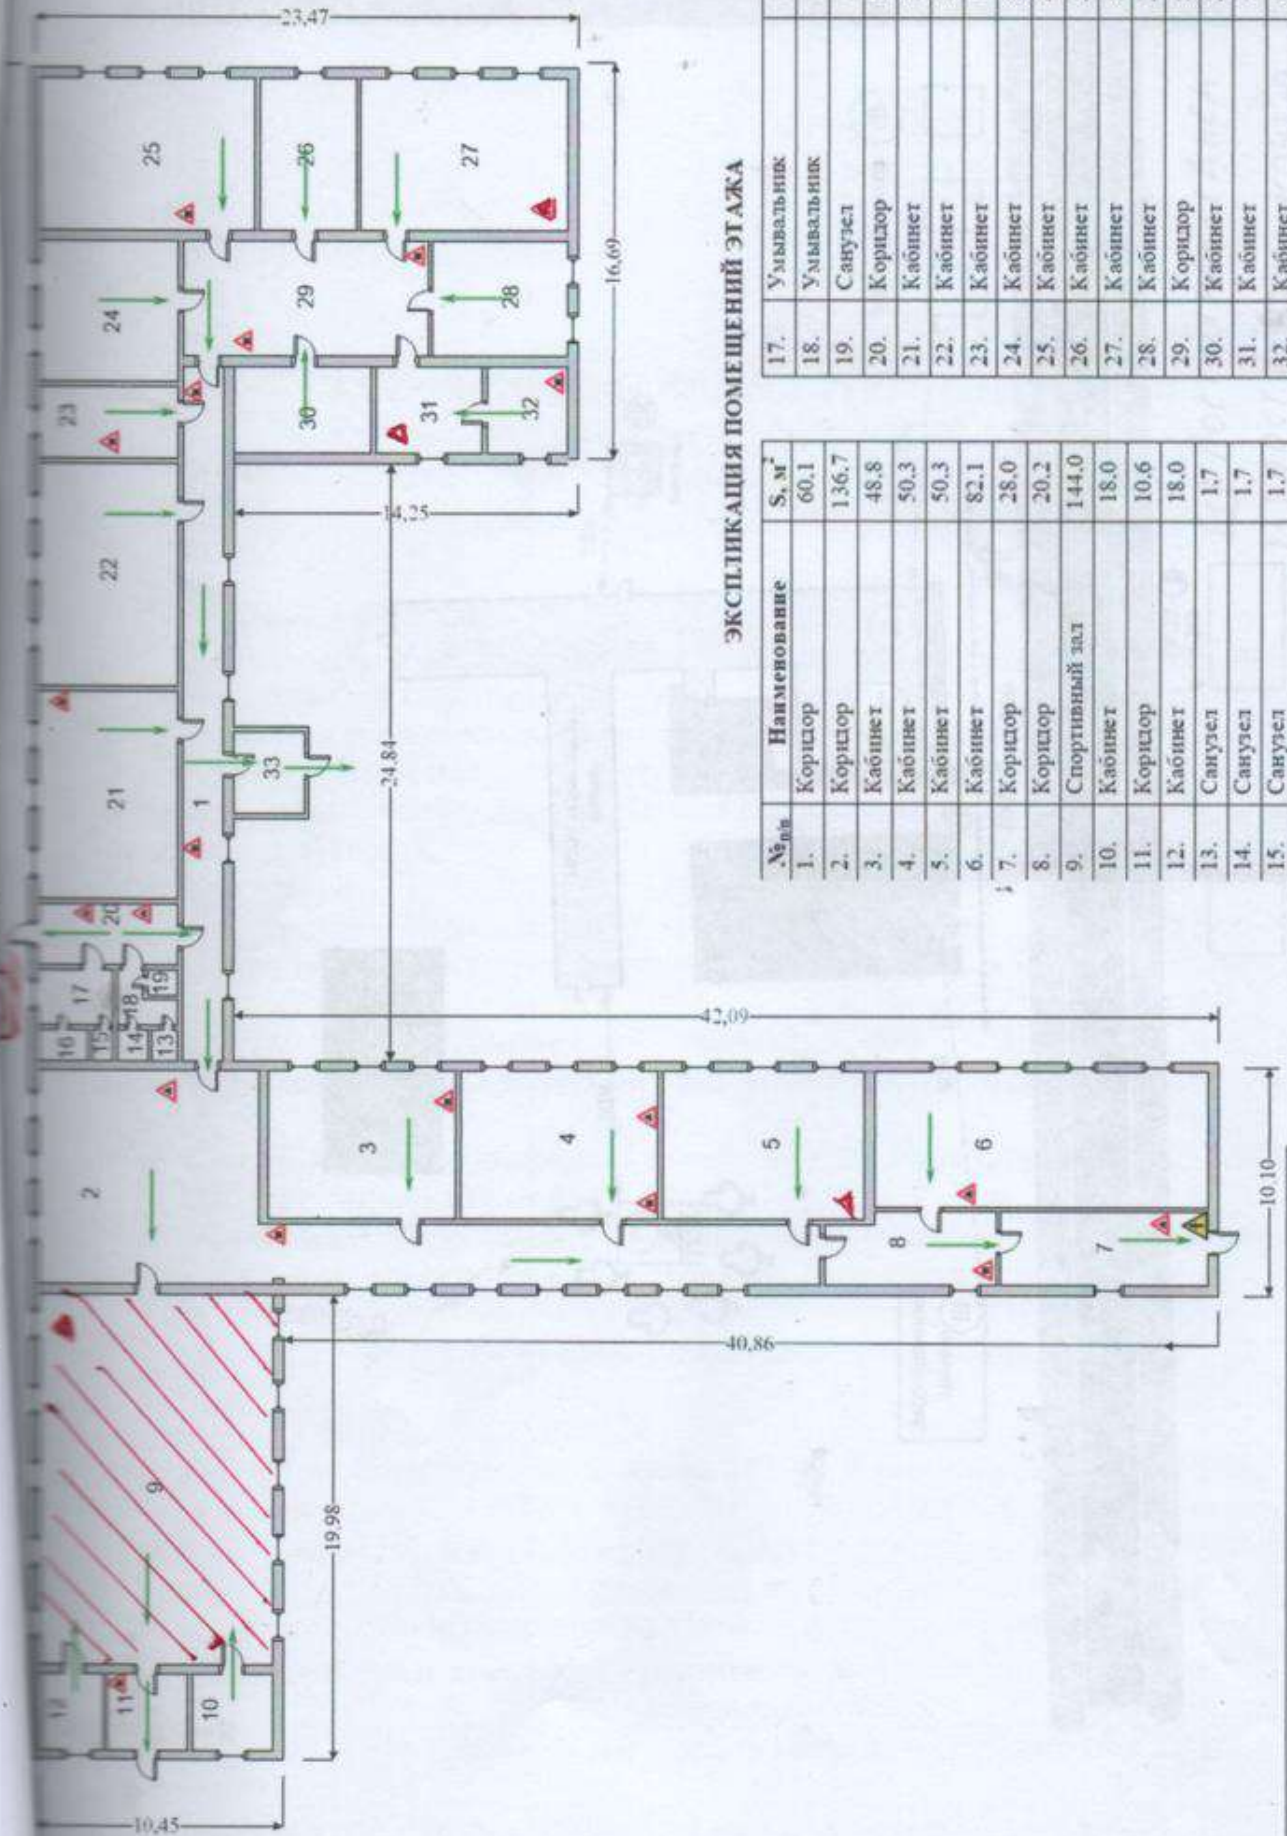 23,47
25
26
27
24
23
22
21
20
19
18
17
16
15
14
13
29
28
30
31
32
33
1
2
3
4
5
6
7
8
9
10
11
12
16,69
14,25
24,84
42,09
10,10
40,86
19,98
10,45
ЭКСПЛИКАЦИЯ ПОМЕЩЕНИЙ ЭТАЖА
№п/п Наименование S, м²
1. Коридор 60.1
2. Коридор 136.7
3. Кабинет 48.8
4. Кабинет 50.3
5. Кабинет 50.3
6. Кабинет 82.1
7. Коридор 28.0
8. Коридор 20.2
9. Спортивный зал 144.0
10. Кабинет 18.0
11. Коридор 10.6
12. Кабинет 18.0
13. Санузел 1.7
14. Санузел 1.7
15. Санузел 1.7
17. Умывальник
18. Умывальник
19. Санузел
20. Коридор
21. Кабинет
22. Кабинет
23. Кабинет
24. Кабинет
25. Кабинет
26. Кабинет
27. Кабинет
28. Кабинет
29. Коридор
30. Кабинет
31. Кабинет
32. Кабинет